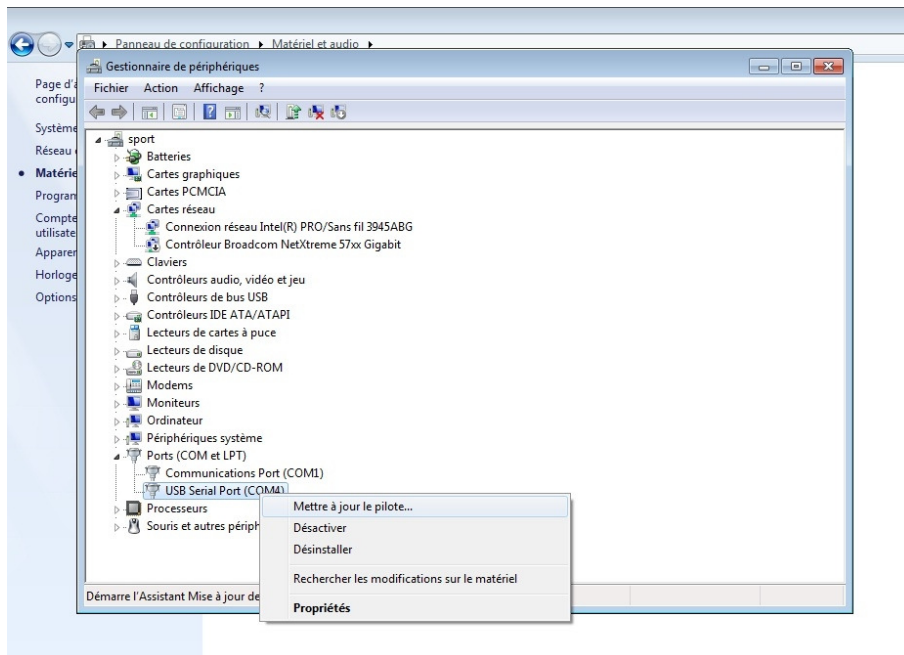 Panneau de configuration ▸ Matériel et audio ▸
Gestionnaire de périphériques
Fichier Action Affichage ?
Page d'
configu
Système
Réseau
Matérie
Program
Compte
utilisate
Apparen
Horloge
Options
sport
Batteries
Cartes graphiques
Cartes PCMCIA
Cartes réseau
Connexion réseau Intel(R) PRO/Sans fil 3945ABG
Contrôleur Broadcom NetXtreme 57xx Gigabit
Claviers
Contrôleurs audio, vidéo et jeu
Contrôleurs de bus USB
Contrôleurs IDE ATA/ATAPI
Lecteurs de cartes à puce
Lecteurs de disque
Lecteurs de DVD/CD-ROM
Modems
Moniteurs
Ordinateur
Périphériques système
Ports (COM et LPT)
Communications Port (COM1)
USB Serial Port (COM4)
Processeurs
Souris et autres périph
Mettre à jour le pilote...
Désactiver
Désinstaller
Rechercher les modifications sur le matériel
Propriétés
Démarre l'Assistant Mise à jour de